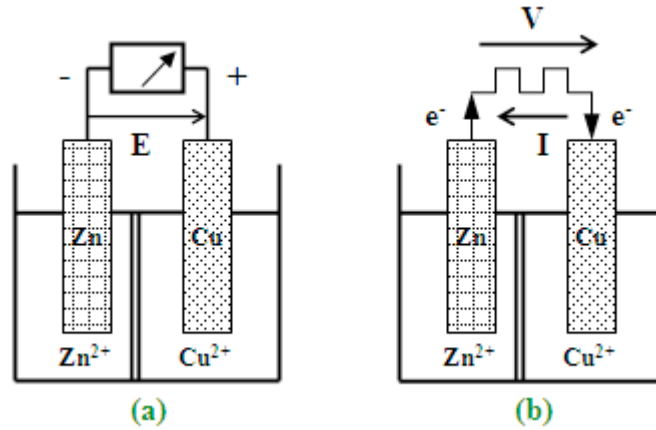 - +
E
Zn Cu
Zn²⁺ Cu²⁺
(a)
V
e⁻ e⁻
I
Zn Cu
Zn²⁺ Cu²⁺
(b)